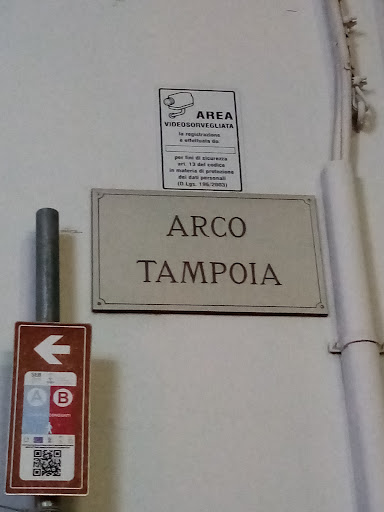 AREA
VIDEOSORVEGLIATA
la registrazione
è effettuata da
per fini di sicurezza
art. 13 del codice
in materia di protezione
dei dati personali
(D.Lgs. 196/2003)
ARCO
TAMPOIA
A
B